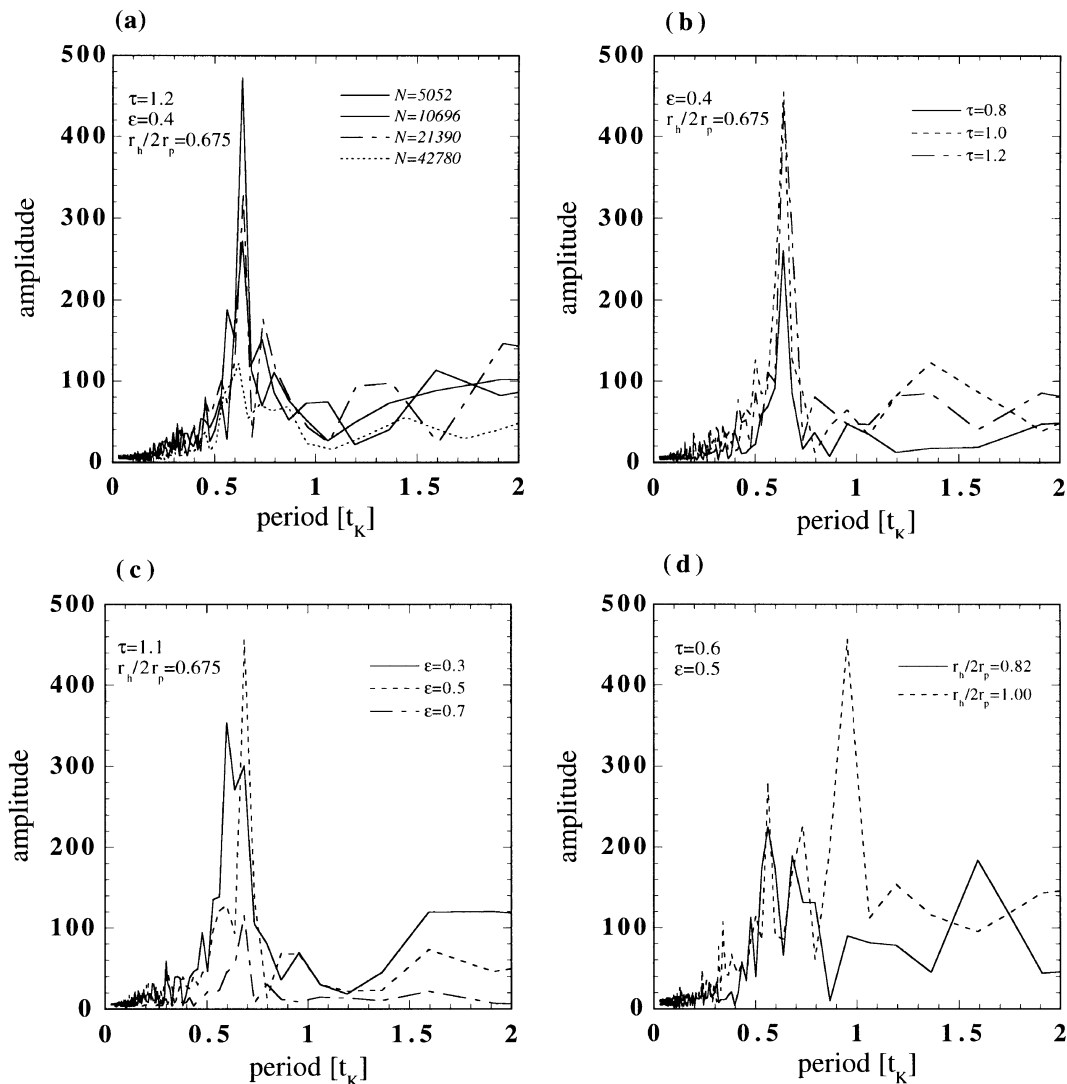 (a)
500
400
300
200
100
0
τ=1.2
ε=0.4
r_h/2r_p=0.675
N=5052
N=10696
N=21390
N=42780
amplidude
0 0.5 1 1.5 2
period [t_K]
(b)
500
400
300
200
100
0
ε=0.4
r_h/2r_p=0.675
τ=0.8
τ=1.0
τ=1.2
amplitude
0 0.5 1 1.5 2
period [t_K]
(c)
500
400
300
200
100
0
τ=1.1
r_h/2r_p=0.675
ε=0.3
ε=0.5
ε=0.7
amplitude
0 0.5 1 1.5 2
period [t_K]
(d)
500
400
300
200
100
0
τ=0.6
ε=0.5
r_h/2r_p=0.82
r_h/2r_p=1.00
amplitude
0 0.5 1 1.5 2
period [t_K]